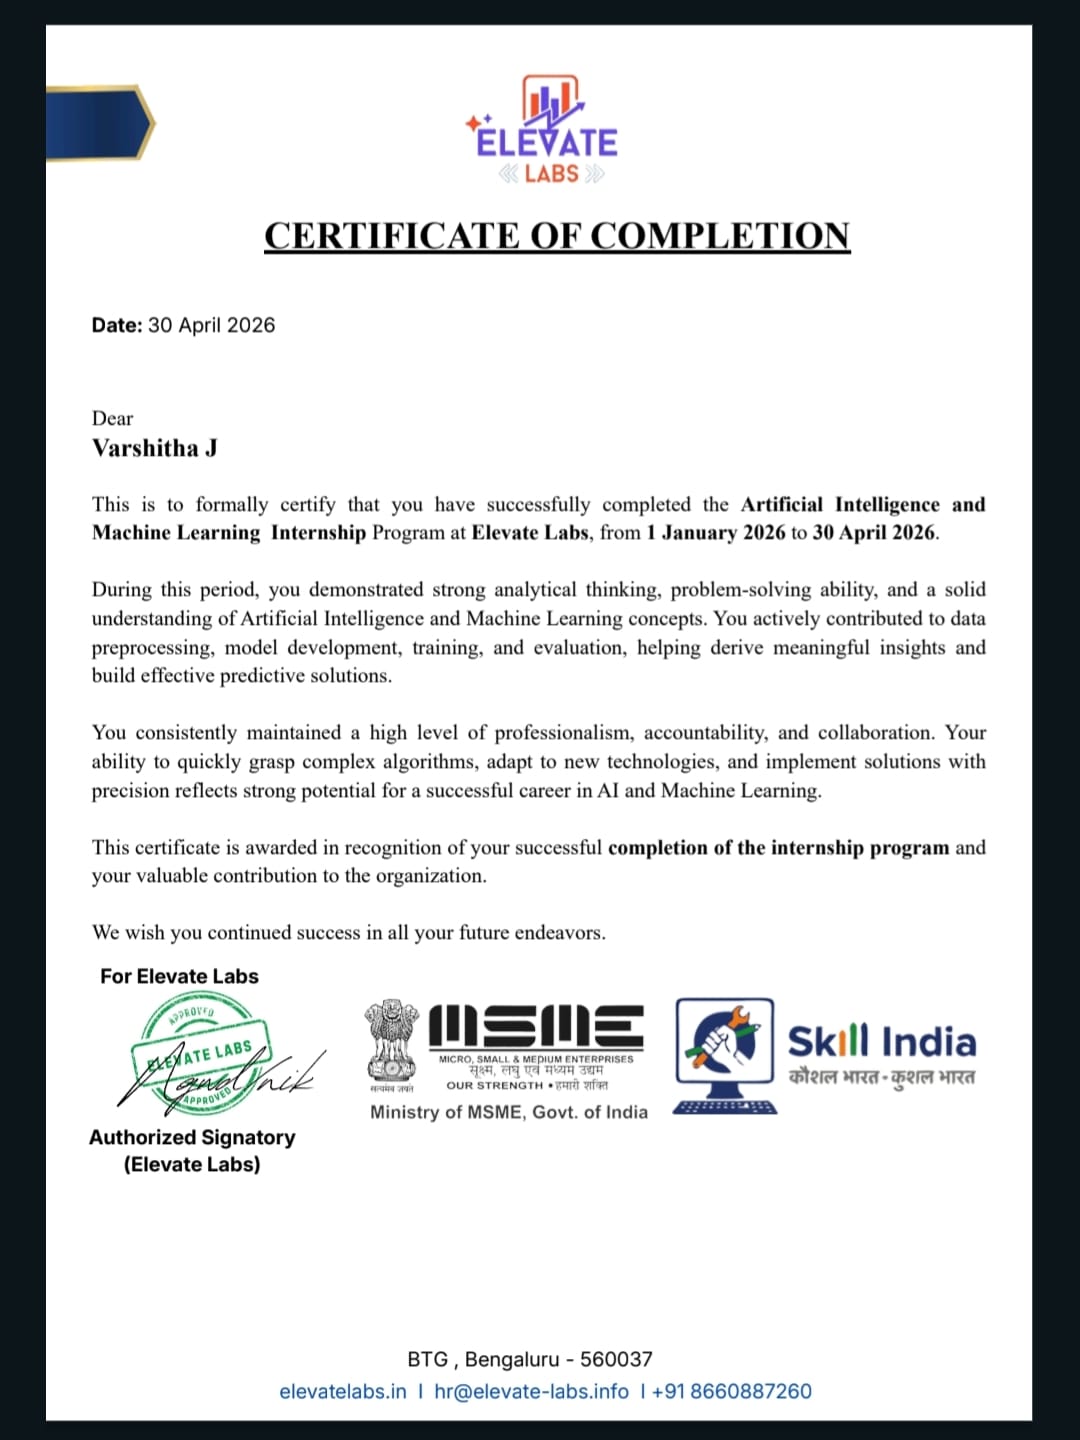 ELEVATE
LABS
CERTIFICATE OF COMPLETION
Date: 30 April 2026
Dear
Varshitha J
This is to formally certify that you have successfully completed the Artificial Intelligence and
Machine Learning Internship Program at Elevate Labs, from 1 January 2026 to 30 April 2026.
During this period, you demonstrated strong analytical thinking, problem-solving ability, and a solid
understanding of Artificial Intelligence and Machine Learning concepts. You actively contributed to data
preprocessing, model development, training, and evaluation, helping derive meaningful insights and
build effective predictive solutions.
You consistently maintained a high level of professionalism, accountability, and collaboration. Your
ability to quickly grasp complex algorithms, adapt to new technologies, and implement solutions with
precision reflects strong potential for a successful career in AI and Machine Learning.
This certificate is awarded in recognition of your successful completion of the internship program and
your valuable contribution to the organization.
We wish you continued success in all your future endeavors.
For Elevate Labs
APPROVED
ELEVATE LABS
APPROVED
Authorized Signatory
(Elevate Labs)
सत्यमेव जयते
MSME
MICRO, SMALL & MEDIUM ENTERPRISES
सूक्ष्म, लघु एवं मध्यम उद्यम
OUR STRENGTH • हमारी शक्ति
Ministry of MSME, Govt. of India
Skill India
कौशल भारत - कुशल भारत
BTG , Bengaluru - 560037
elevatelabs.in | hr@elevate-labs.info | +91 8660887260